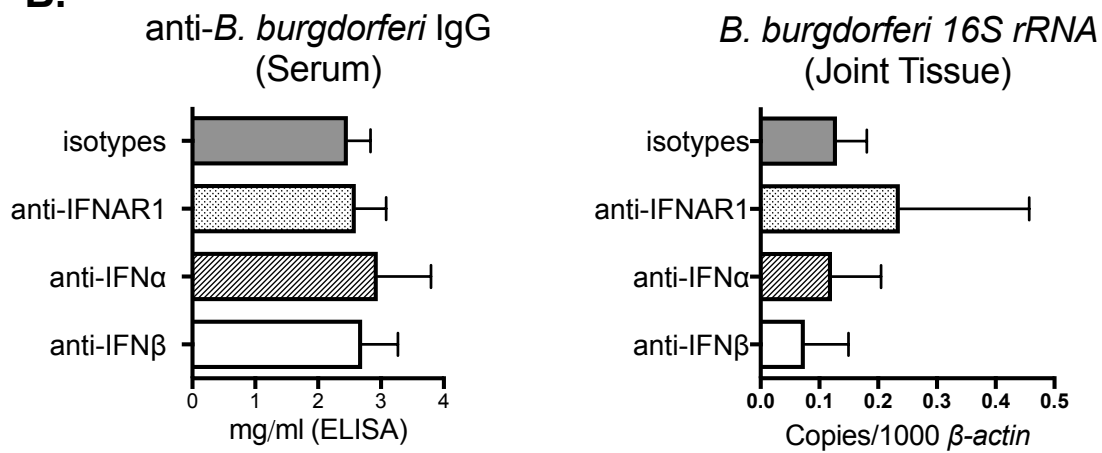 B.
anti-B. burgdorferi IgG
(Serum)
isotypes
anti-IFNAR1
anti-IFNα
anti-IFNβ
0 1 2 3 4
mg/ml (ELISA)
B. burgdorferi 16S rRNA
(Joint Tissue)
isotypes
anti-IFNAR1
anti-IFNα
anti-IFNβ
0.0 0.1 0.2 0.3 0.4 0.5
Copies/1000 β-actin